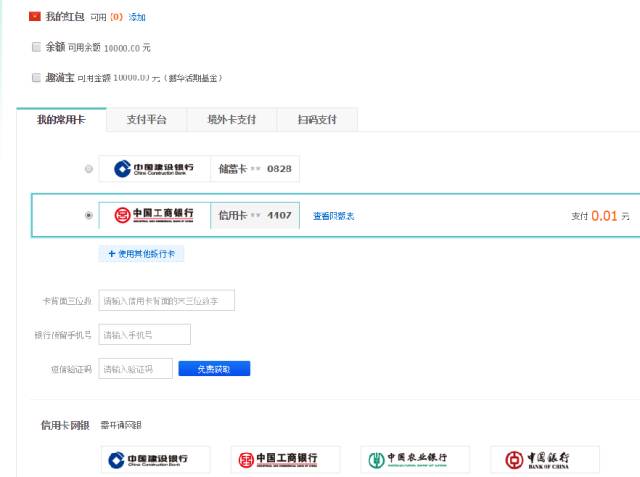 我的红包 可用 (0) 添加
余额 可用余额 10000.00 元
趣满宝 可用金额 10000.00 元（鹏华活期基金）
我的常用卡 支付平台 境外卡支付 扫码支付
中国建设银行 China Construction Bank 储蓄卡 ** 0828
中国工商银行 信用卡 ** 4107 查看限额表 支付 0.01 元
+ 使用其他银行卡
卡背面三位数 请输入信用卡背面的末三位数字
银行预留手机号 请输入手机号
短信验证码 请输入验证码 免费获取
信用卡网银 需开通网银
中国建设银行 China Construction Bank 中国工商银行 中国农业银行 中国银行 BANK OF CHINA